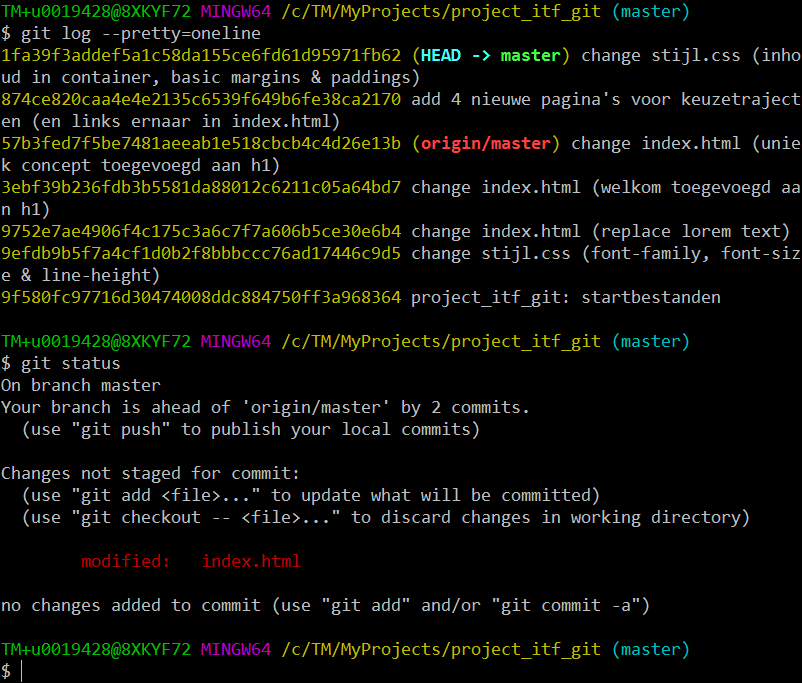 TM+u0019428@8XKYF72 MINGW64 /c/TM/MyProjects/project_itf_git (master)
$ git log --pretty=oneline
1fa39f3addef5a1c58da155ce6fd61d95971fb62 (HEAD -> master) change stijl.css (inho
ud in container, basic margins & paddings)
874ce820caa4e4e2135c6539f649b6fe38ca2170 add 4 nieuwe pagina's voor keuzetraject
en (en links ernaar in index.html)
57b3fed7f5be7481aeeab1e518cbcb4c4d26e13b (origin/master) change index.html (unie
k concept toegevoegd aan h1)
3ebf39b236fdb3b5581da88012c6211c05a64bd7 change index.html (welkom toegevoegd aa
n h1)
9752e7ae4906f4c175c3a6c7f7a606b5ce30e6b4 change index.html (replace lorem text)
9efdb9b5f7a4cf1d0b2f8bbbccc76ad17446c9d5 change stijl.css (font-family, font-siz
e & line-height)
9f580fc97716d30474008ddc884750ff3a968364 project_itf_git: startbestanden
TM+u0019428@8XKYF72 MINGW64 /c/TM/MyProjects/project_itf_git (master)
$ git status
On branch master
Your branch is ahead of 'origin/master' by 2 commits.
  (use "git push" to publish your local commits)
Changes not staged for commit:
  (use "git add <file>..." to update what will be committed)
  (use "git checkout -- <file>..." to discard changes in working directory)
        modified:   index.html
no changes added to commit (use "git add" and/or "git commit -a")
TM+u0019428@8XKYF72 MINGW64 /c/TM/MyProjects/project_itf_git (master)
$